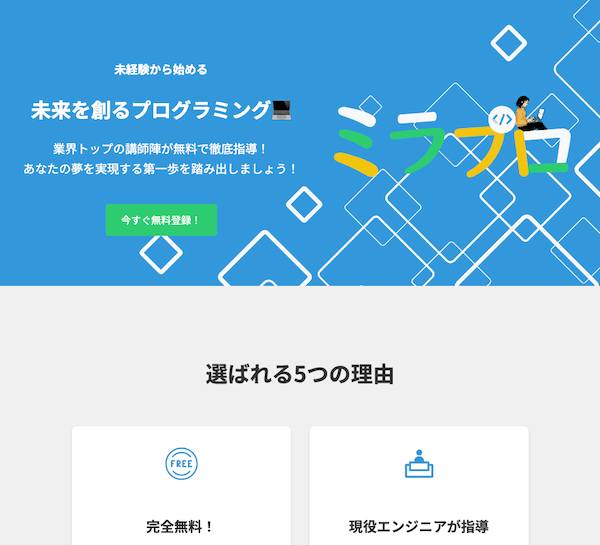 未経験から始める
未来を創るプログラミング💻
業界トップの講師陣が無料で徹底指導！
あなたの夢を実現する第一歩を踏み出しましょう！
今すぐ無料登録！
ミラプロ
</>
選ばれる5つの理由
FREE
完全無料！
現役エンジニアが指導